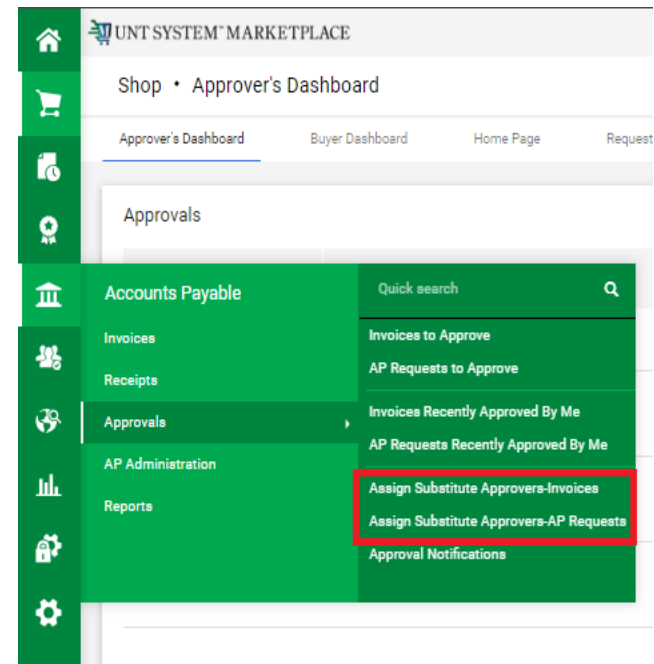 UNT SYSTEM™ MARKETPLACE
Shop • Approver's Dashboard
Approver's Dashboard Buyer Dashboard Home Page Request
Approvals
Accounts Payable
Invoices
Receipts
Approvals
AP Administration
Reports
Quick search
Invoices to Approve
AP Requests to Approve
Invoices Recently Approved By Me
AP Requests Recently Approved By Me
Assign Substitute Approvers-Invoices
Assign Substitute Approvers-AP Requests
Approval Notifications